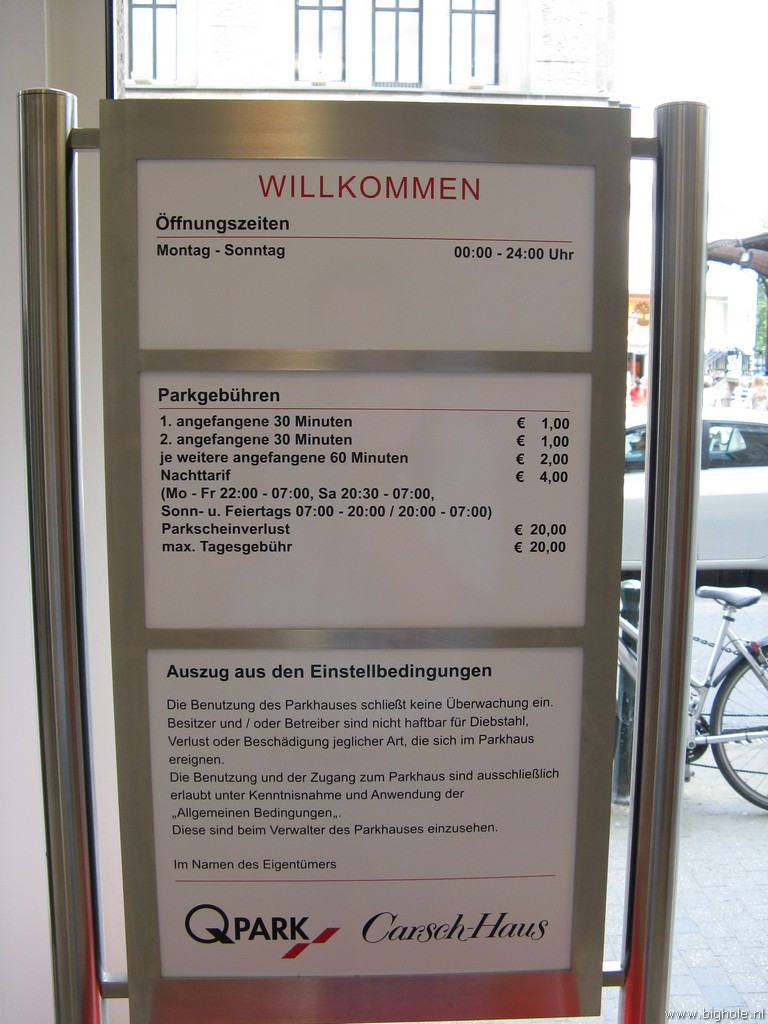 WILLKOMMEN
Öffnungszeiten
Montag - Sonntag 00:00 - 24:00 Uhr
Parkgebühren
1. angefangene 30 Minuten € 1,00
2. angefangene 30 Minuten € 1,00
je weitere angefangene 60 Minuten € 2,00
Nachttarif € 4,00
(Mo - Fr 22:00 - 07:00, Sa 20:30 - 07:00,
Sonn- u. Feiertags 07:00 - 20:00 / 20:00 - 07:00)
Parkscheinverlust € 20,00
max. Tagesgebühr € 20,00
Auszug aus den Einstellbedingungen
Die Benutzung des Parkhauses schließt keine Überwachung ein.
Besitzer und / oder Betreiber sind nicht haftbar für Diebstahl,
Verlust oder Beschädigung jeglicher Art, die sich im Parkhaus
ereignen.
Die Benutzung und der Zugang zum Parkhaus sind ausschließlich
erlaubt unter Kenntnisnahme und Anwendung der
„Allgemeinen Bedingungen„.
Diese sind beim Verwalter des Parkhauses einzusehen.
Im Namen des Eigentümers
QPARK Carsch-Haus
www.bighole.nl